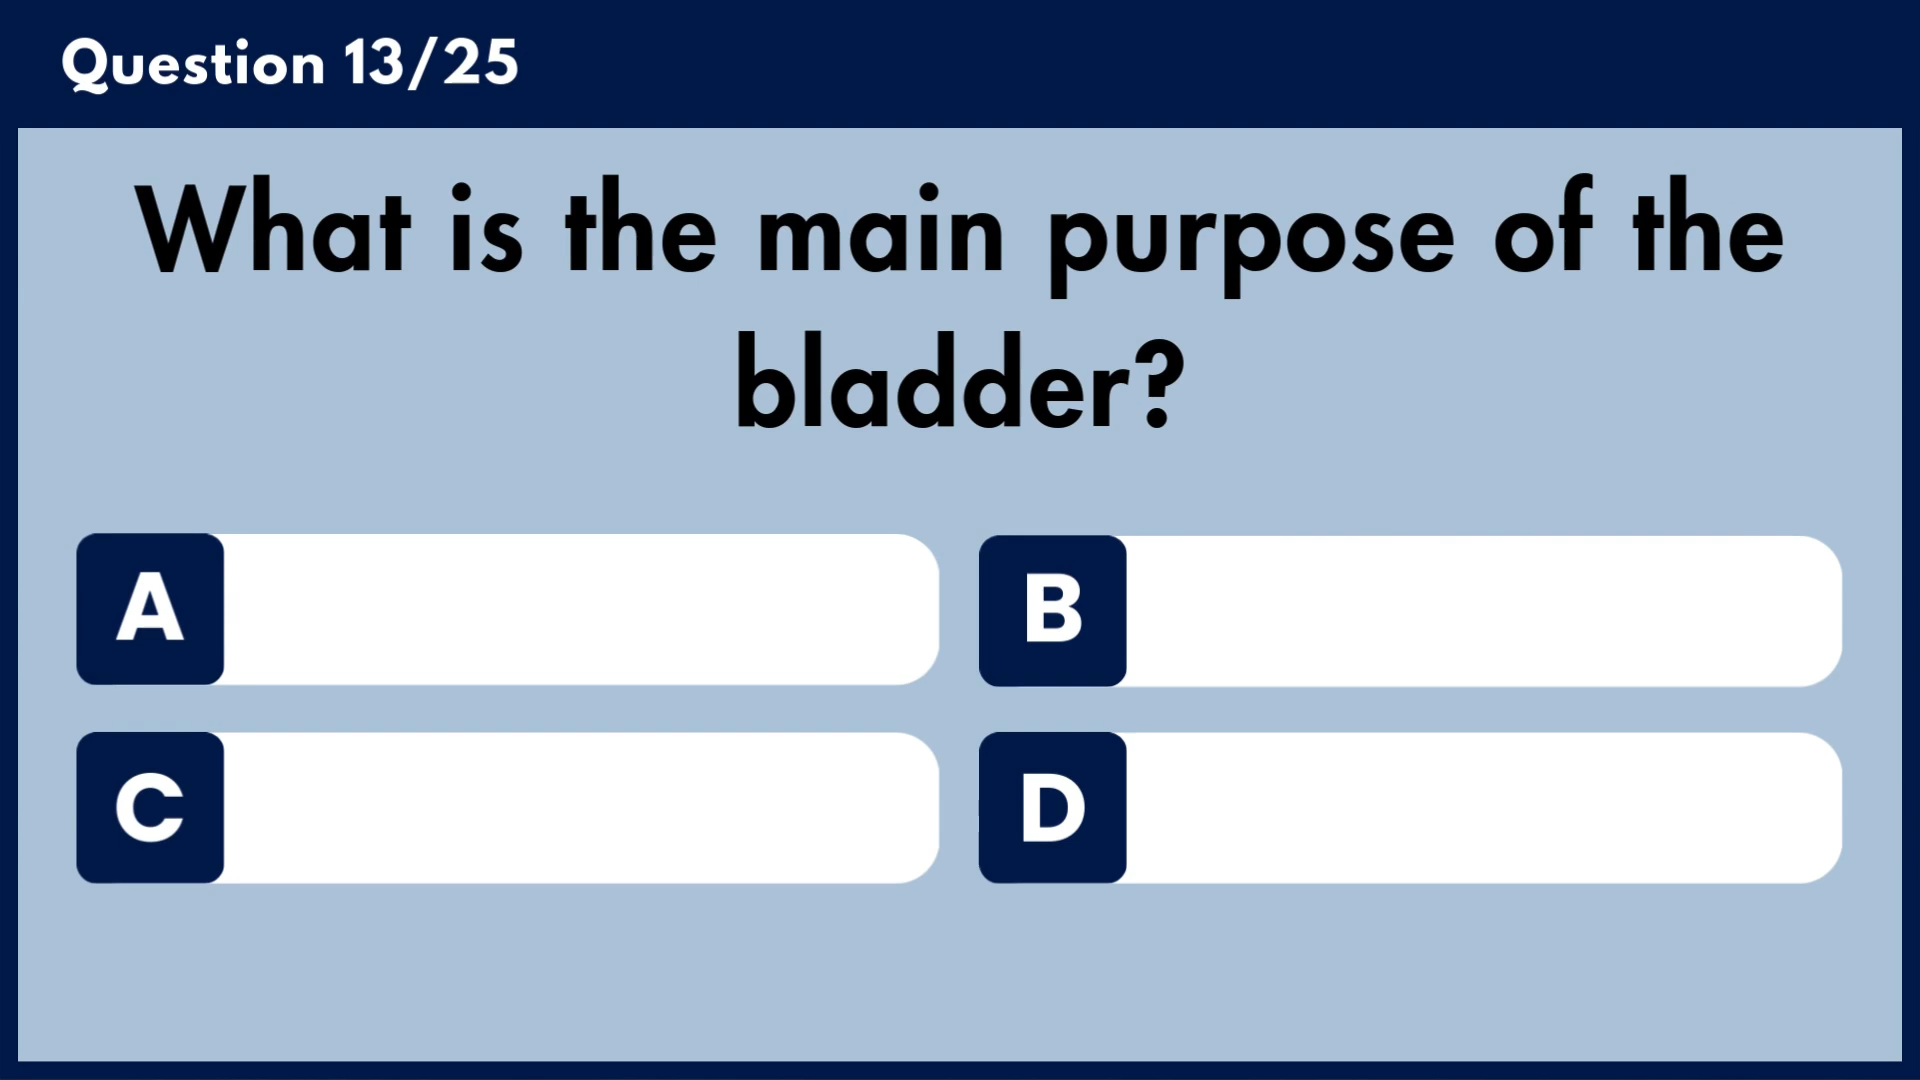 Question 13/25
What is the main purpose of the
bladder?
A
B
C
D